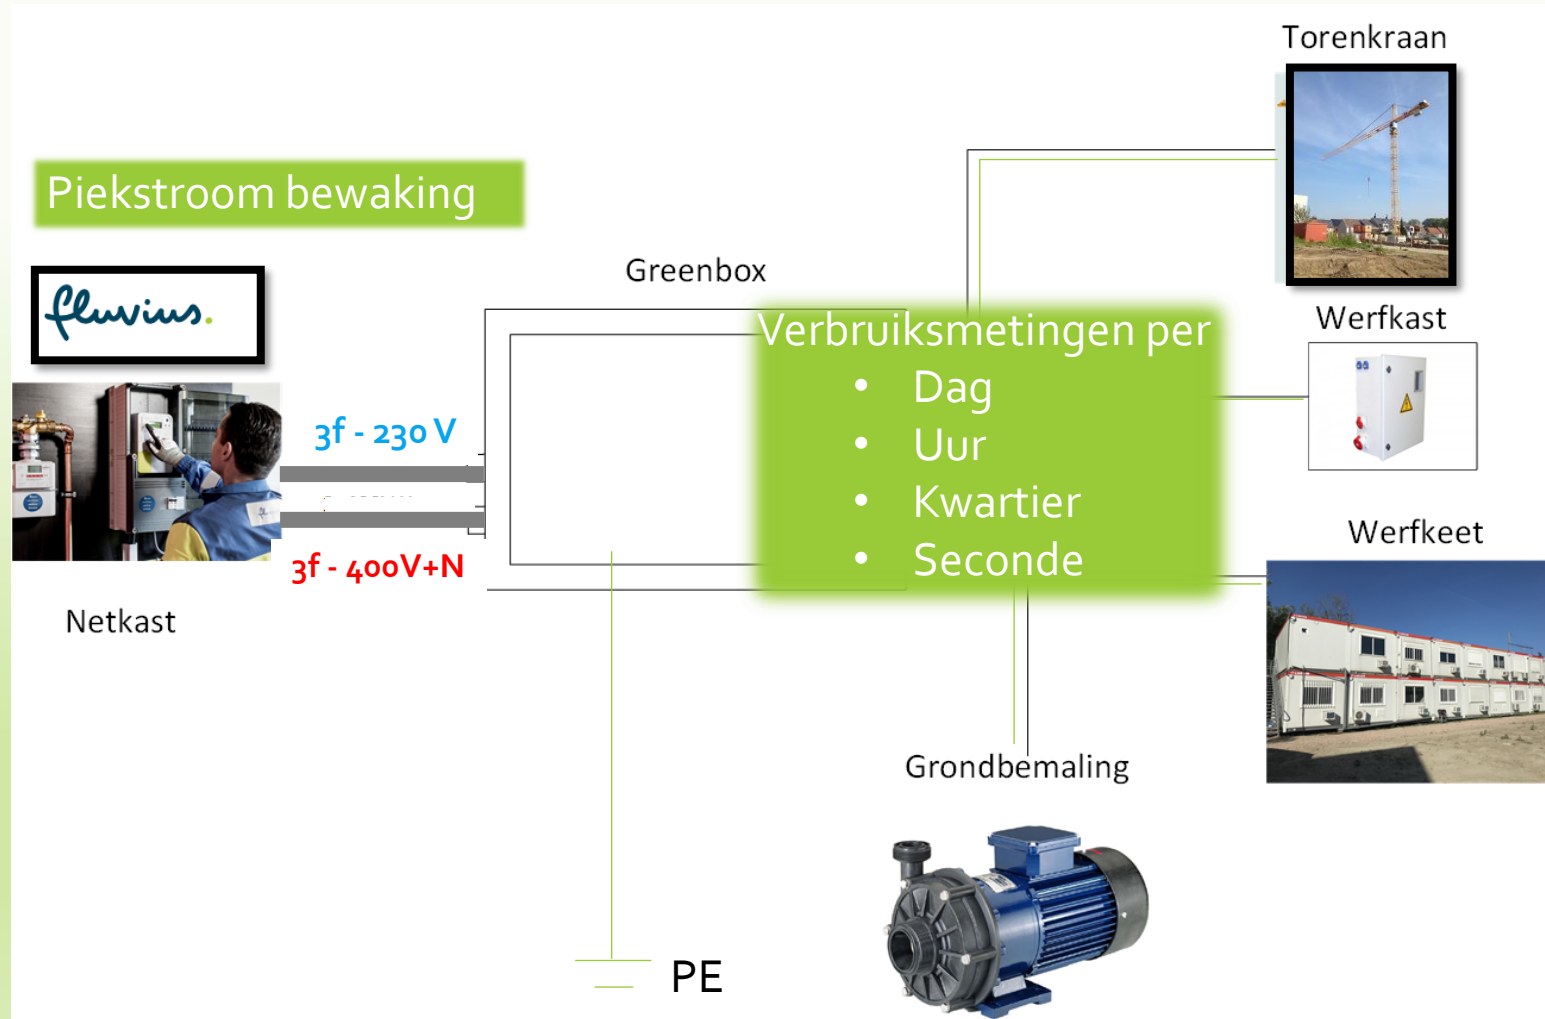 Torenkraan
Piekstroom bewaking
fluvius.
Greenbox
Verbruiksmetingen per
• Dag
• Uur
• Kwartier
• Seconde
Werfkast
3f - 230 V
3f - 400V+N
Werfkeet
Netkast
Grondbemaling
PE